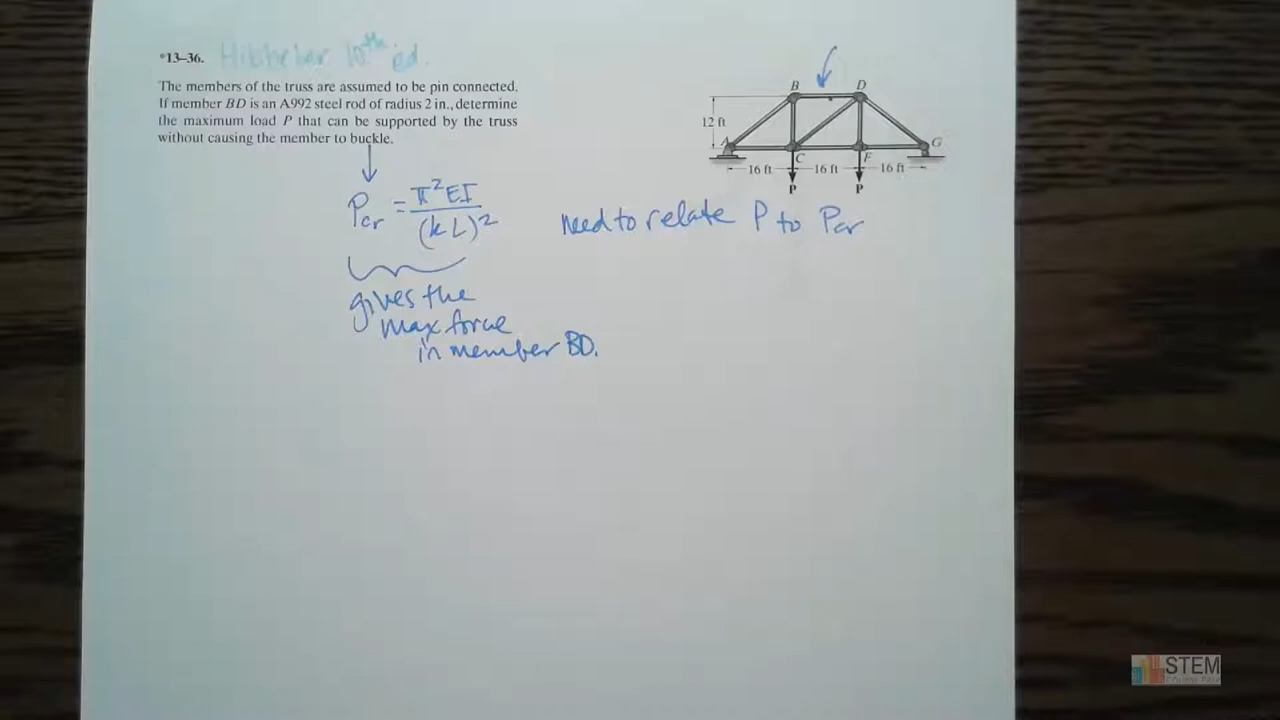 *13–36. Hibbeler 10th ed.
The members of the truss are assumed to be pin connected.
If member BD is an A992 steel rod of radius 2 in., determine
the maximum load P that can be supported by the truss
without causing the member to buckle.
B D
12 ft
A C F G
16 ft 16 ft 16 ft
P P
Pcr = π²EI/(kL)²
need to relate P to Pcr
gives the
max force
in member BD.
STEM